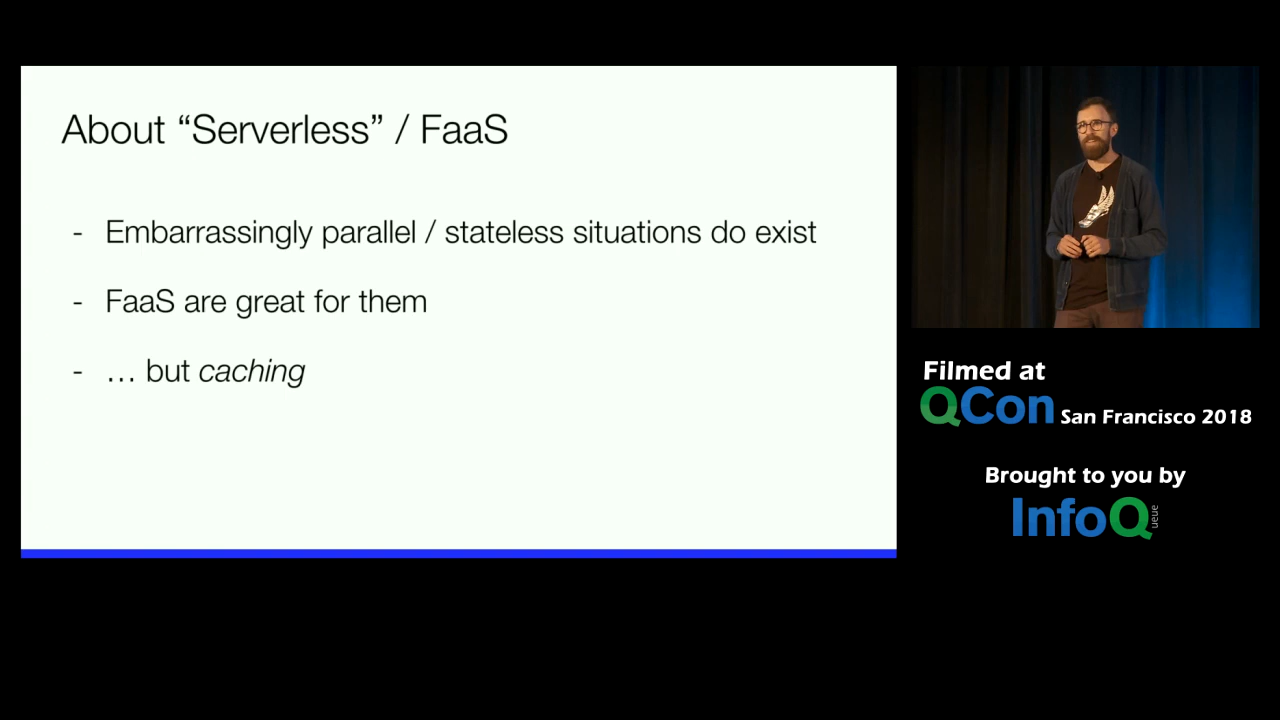 About “Serverless” / FaaS
- Embarrassingly parallel / stateless situations do exist
- FaaS are great for them
- … but caching
Filmed at
QCon San Francisco 2018
Brought to you by
InfoQueue